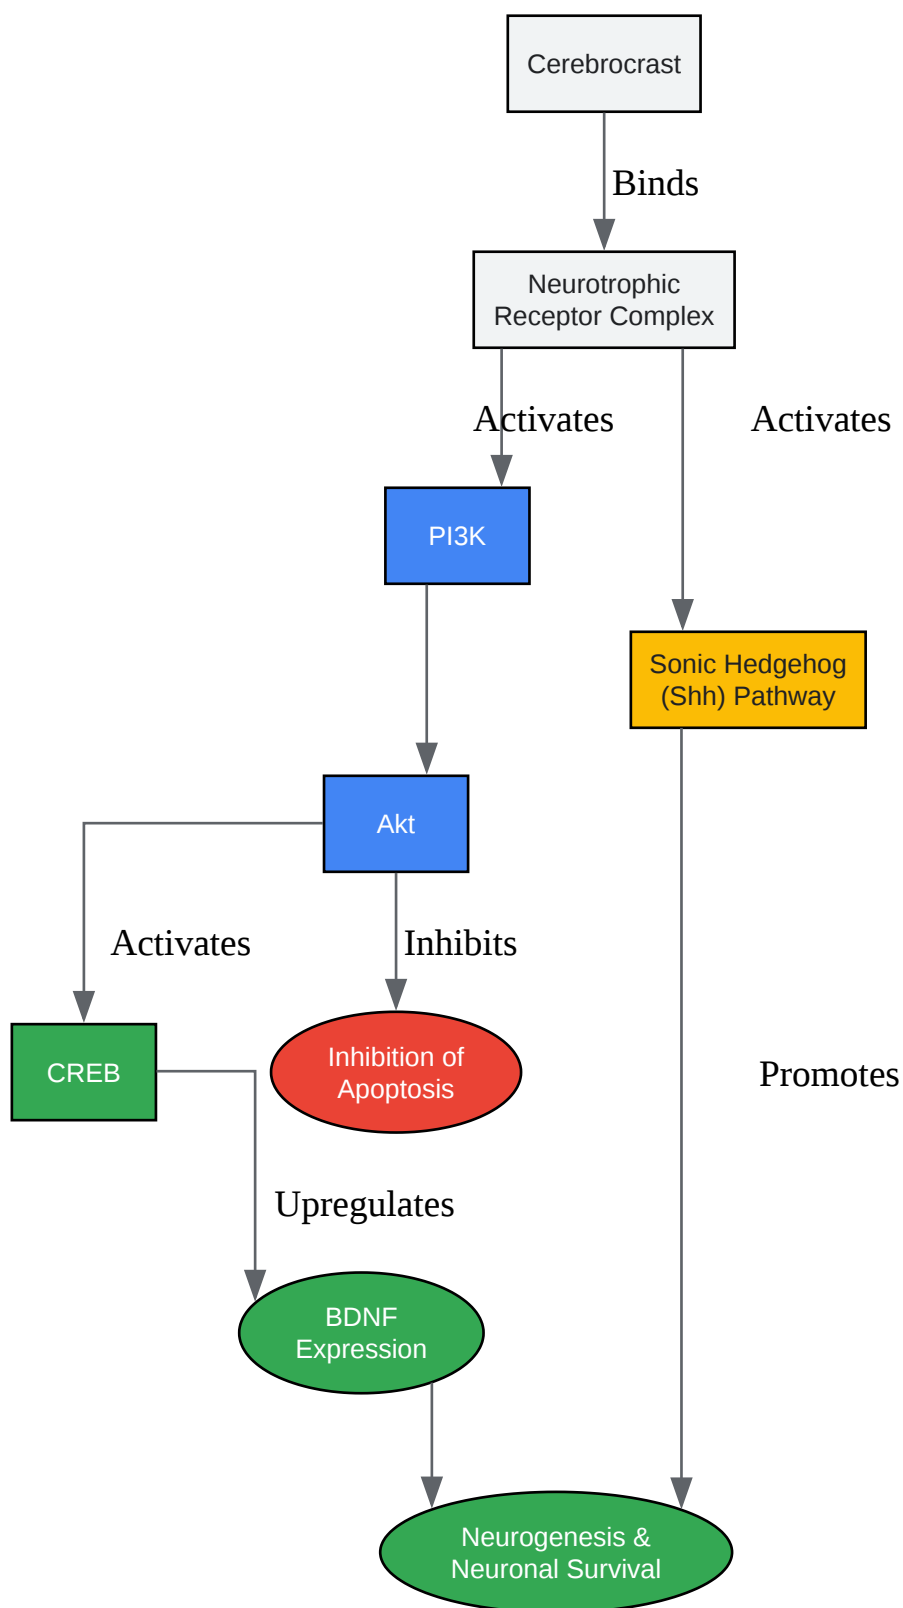 Cerebrocrast
Binds
Neurotrophic
Receptor Complex
Activates
Activates
PI3K
Sonic Hedgehog
(Shh) Pathway
Akt
Activates
Inhibits
CREB
Inhibition of
Apoptosis
Promotes
Upregulates
BDNF
Expression
Neurogenesis &
Neuronal Survival